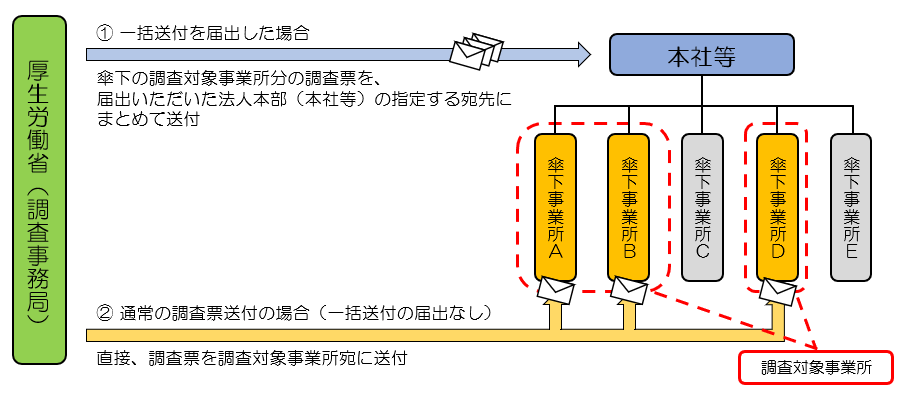 厚生労働省（調査事務局）
① 一括送付を届出した場合
傘下の調査対象事業所分の調査票を、
届出いただいた法人本部（本社等）の指定する宛先に
まとめて送付
本社等
傘下事業所A
傘下事業所B
傘下事業所C
傘下事業所D
傘下事業所E
② 通常の調査票送付の場合（一括送付の届出なし）
直接、調査票を調査対象事業所宛に送付
調査対象事業所